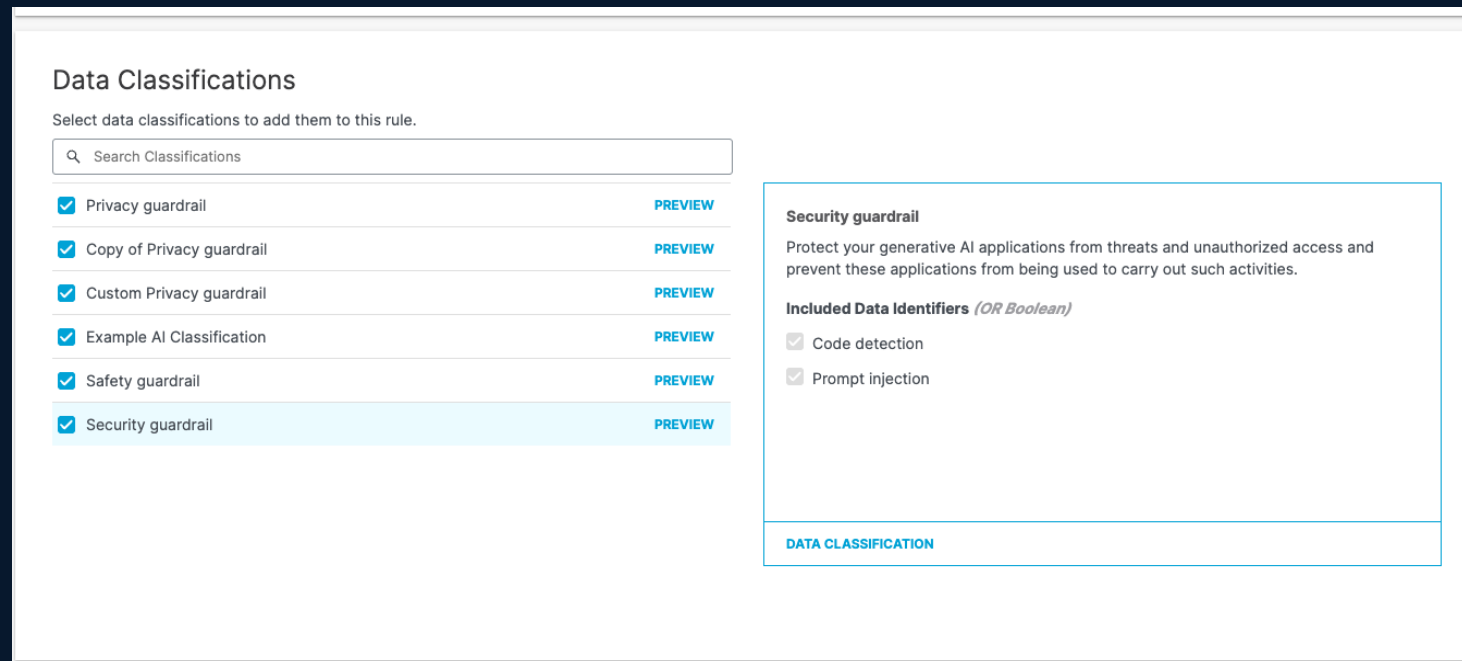 Data Classifications
Select data classifications to add them to this rule.
Search Classifications
Privacy guardrail PREVIEW
Copy of Privacy guardrail PREVIEW
Custom Privacy guardrail PREVIEW
Example AI Classification PREVIEW
Safety guardrail PREVIEW
Security guardrail PREVIEW
Security guardrail
Protect your generative AI applications from threats and unauthorized access and
prevent these applications from being used to carry out such activities.
Included Data Identifiers (OR Boolean)
Code detection
Prompt injection
DATA CLASSIFICATION